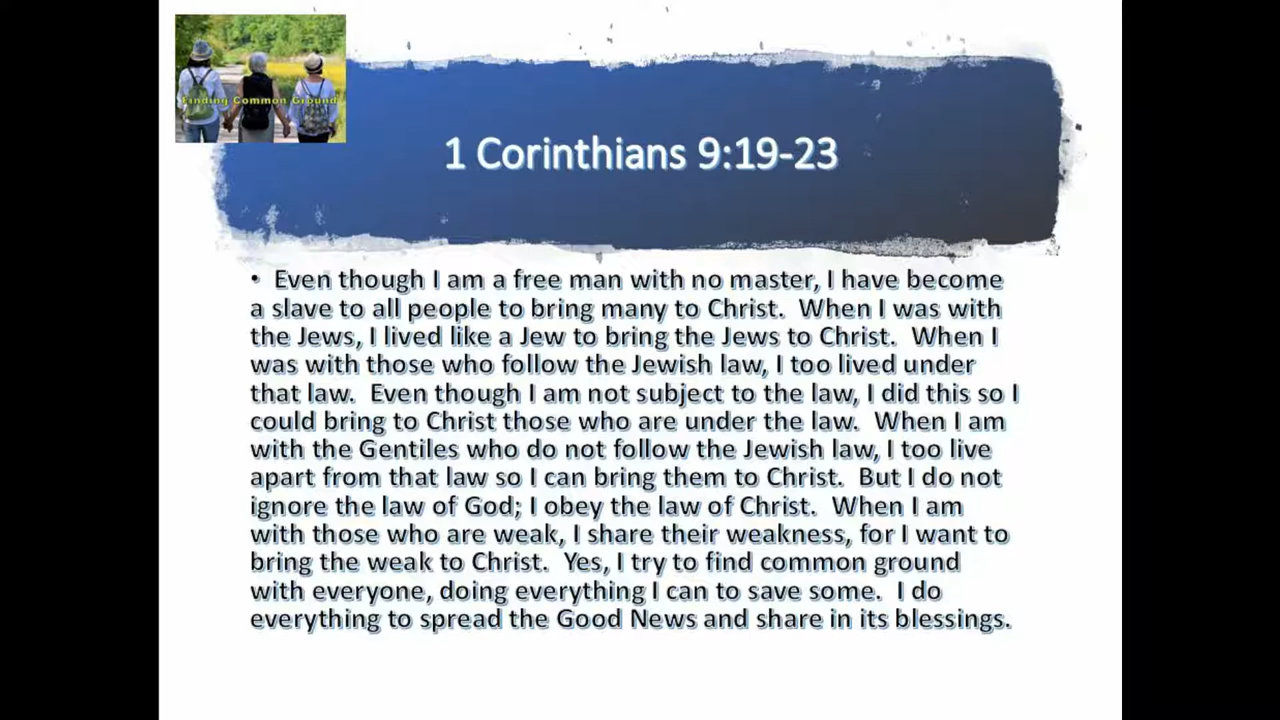 Finding Common Ground
1 Corinthians 9:19-23
• Even though I am a free man with no master, I have become
a slave to all people to bring many to Christ.  When I was with
the Jews, I lived like a Jew to bring the Jews to Christ.  When I
was with those who follow the Jewish law, I too lived under
that law.  Even though I am not subject to the law, I did this so I
could bring to Christ those who are under the law.  When I am
with the Gentiles who do not follow the Jewish law, I too live
apart from that law so I can bring them to Christ.  But I do not
ignore the law of God; I obey the law of Christ.  When I am
with those who are weak, I share their weakness, for I want to
bring the weak to Christ.  Yes, I try to find common ground
with everyone, doing everything I can to save some.  I do
everything to spread the Good News and share in its blessings.